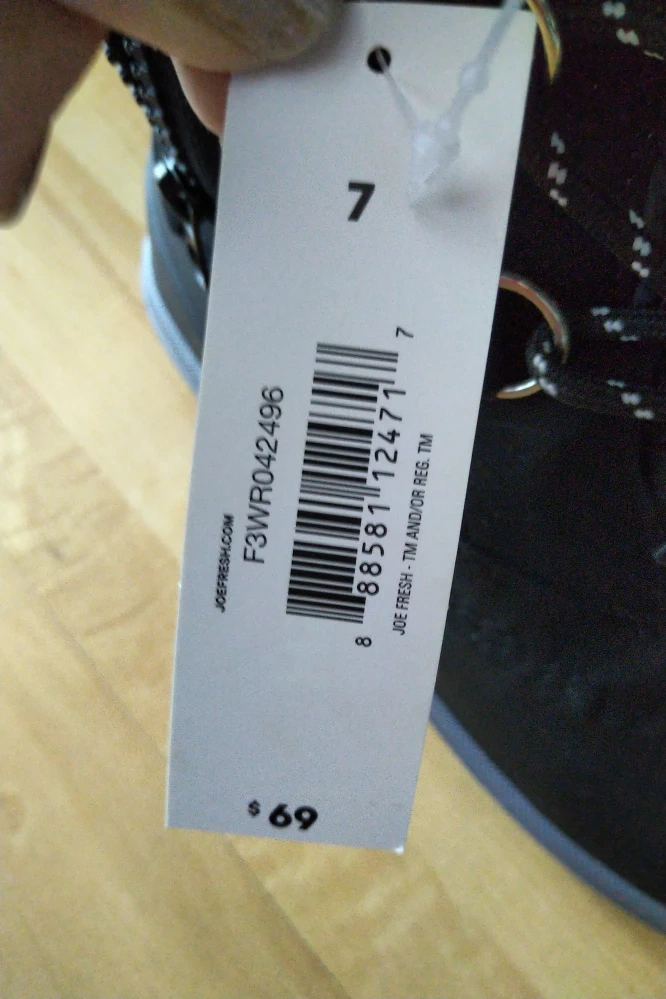 7
JOEFRESH.COM
F3WR042496
8 88581 12471 7
JOE FRESH - TM AND/OR REG. TM
$69